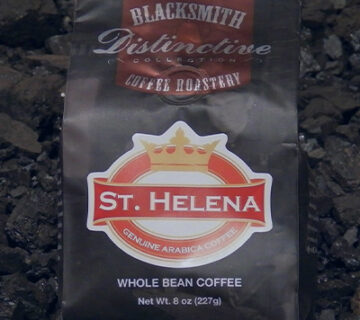 BLACKSMITH
Distinctive
COLLECTION
COFFEE ROASTERY
ST. HELENA
GENUINE ARABICA COFFEE
WHOLE BEAN COFFEE
Net Wt. 8 oz (227g)